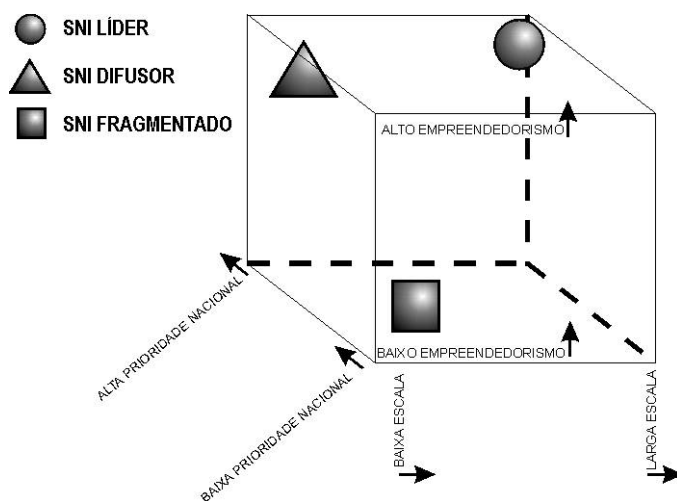 SNI LÍDER
SNI DIFUSOR
SNI FRAGMENTADO
ALTO EMPREENDEDORISMO
BAIXO EMPREENDEDORISMO
ALTA PRIORIDADE NACIONAL
BAIXA PRIORIDADE NACIONAL
BAIXA ESCALA
LARGA ESCALA